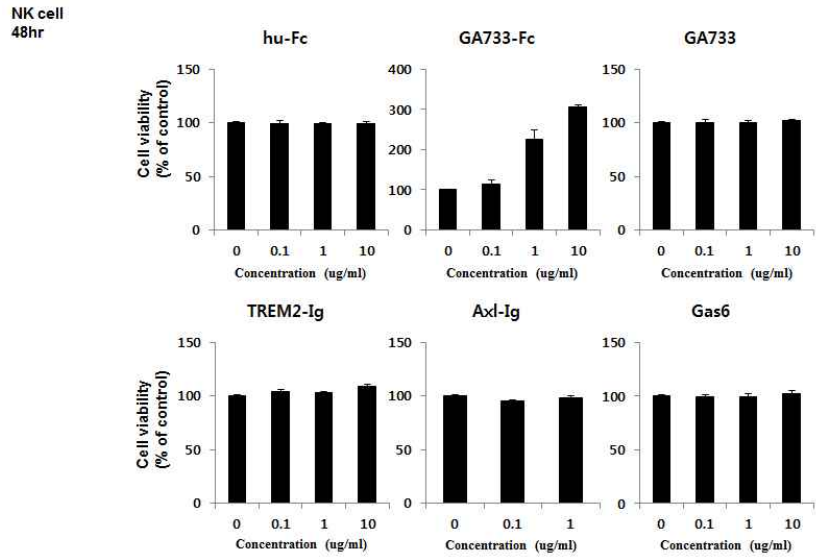 NK cell
48hr
hu-Fc
GA733-Fc
GA733
Cell viability
(% of control)
150
100
50
0
0 0.1 1 10
Concentration (ug/ml)
400
300
200
100
0
0 0.1 1 10
Concentration (ug/ml)
150
100
50
0
0 0.1 1 10
Concentration (ug/ml)
TREM2-Ig
Axl-Ig
Gas6
Cell viability
(% of control)
150
100
50
0
0 0.1 1 10
Concentration (ug/ml)
150
100
50
0
0 0.1 1
Concentration (ug/ml)
150
100
50
0
0 0.1 1 10
Concentration (ug/ml)